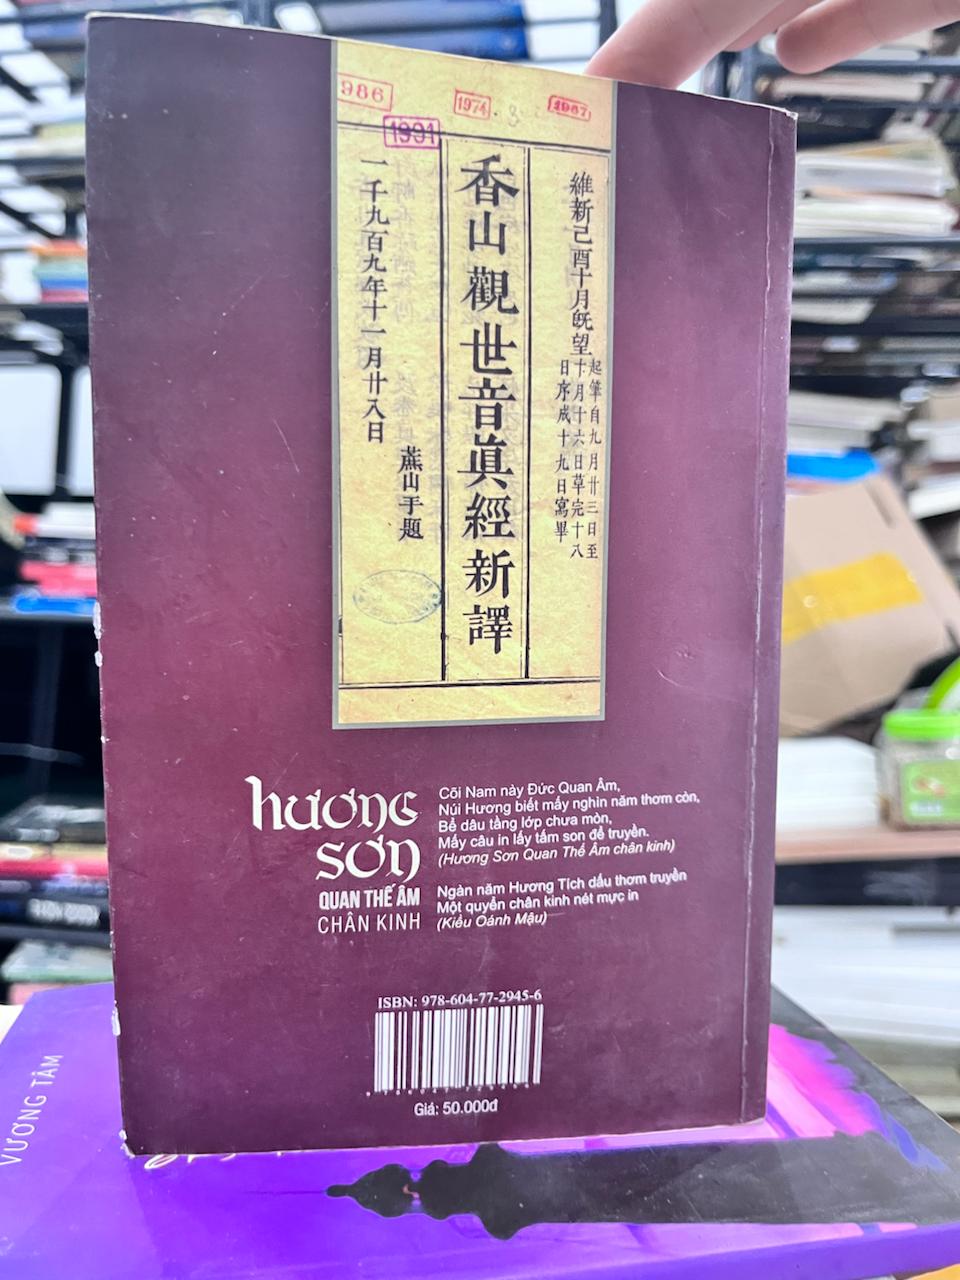 986
1974
1967
1991
維新己酉十月旣望
起筆自九月廿三日至
十月十六日草完十八
日序成十九日寫畢
香山觀世音眞經新譯
一千九百九年十一月廿八日
蔗山手題
hương
sơn
QUAN THẾ ÂM
CHÂN KINH
Cõi Nam này Đức Quan Âm,
Núi Hương biết mấy nghìn năm thơm còn,
Bể dâu tầng lớp chưa mòn,
Mấy câu in lấy tấm son để truyền.
(Hương Sơn Quan Thế Âm chân kinh)
Ngàn năm Hương Tích dấu thơm truyền
Một quyển chân kinh nét mực in
(Kiều Oánh Mậu)
ISBN: 978-604-77-2945-6
Giá: 50.000đ
VƯƠNG TÂM